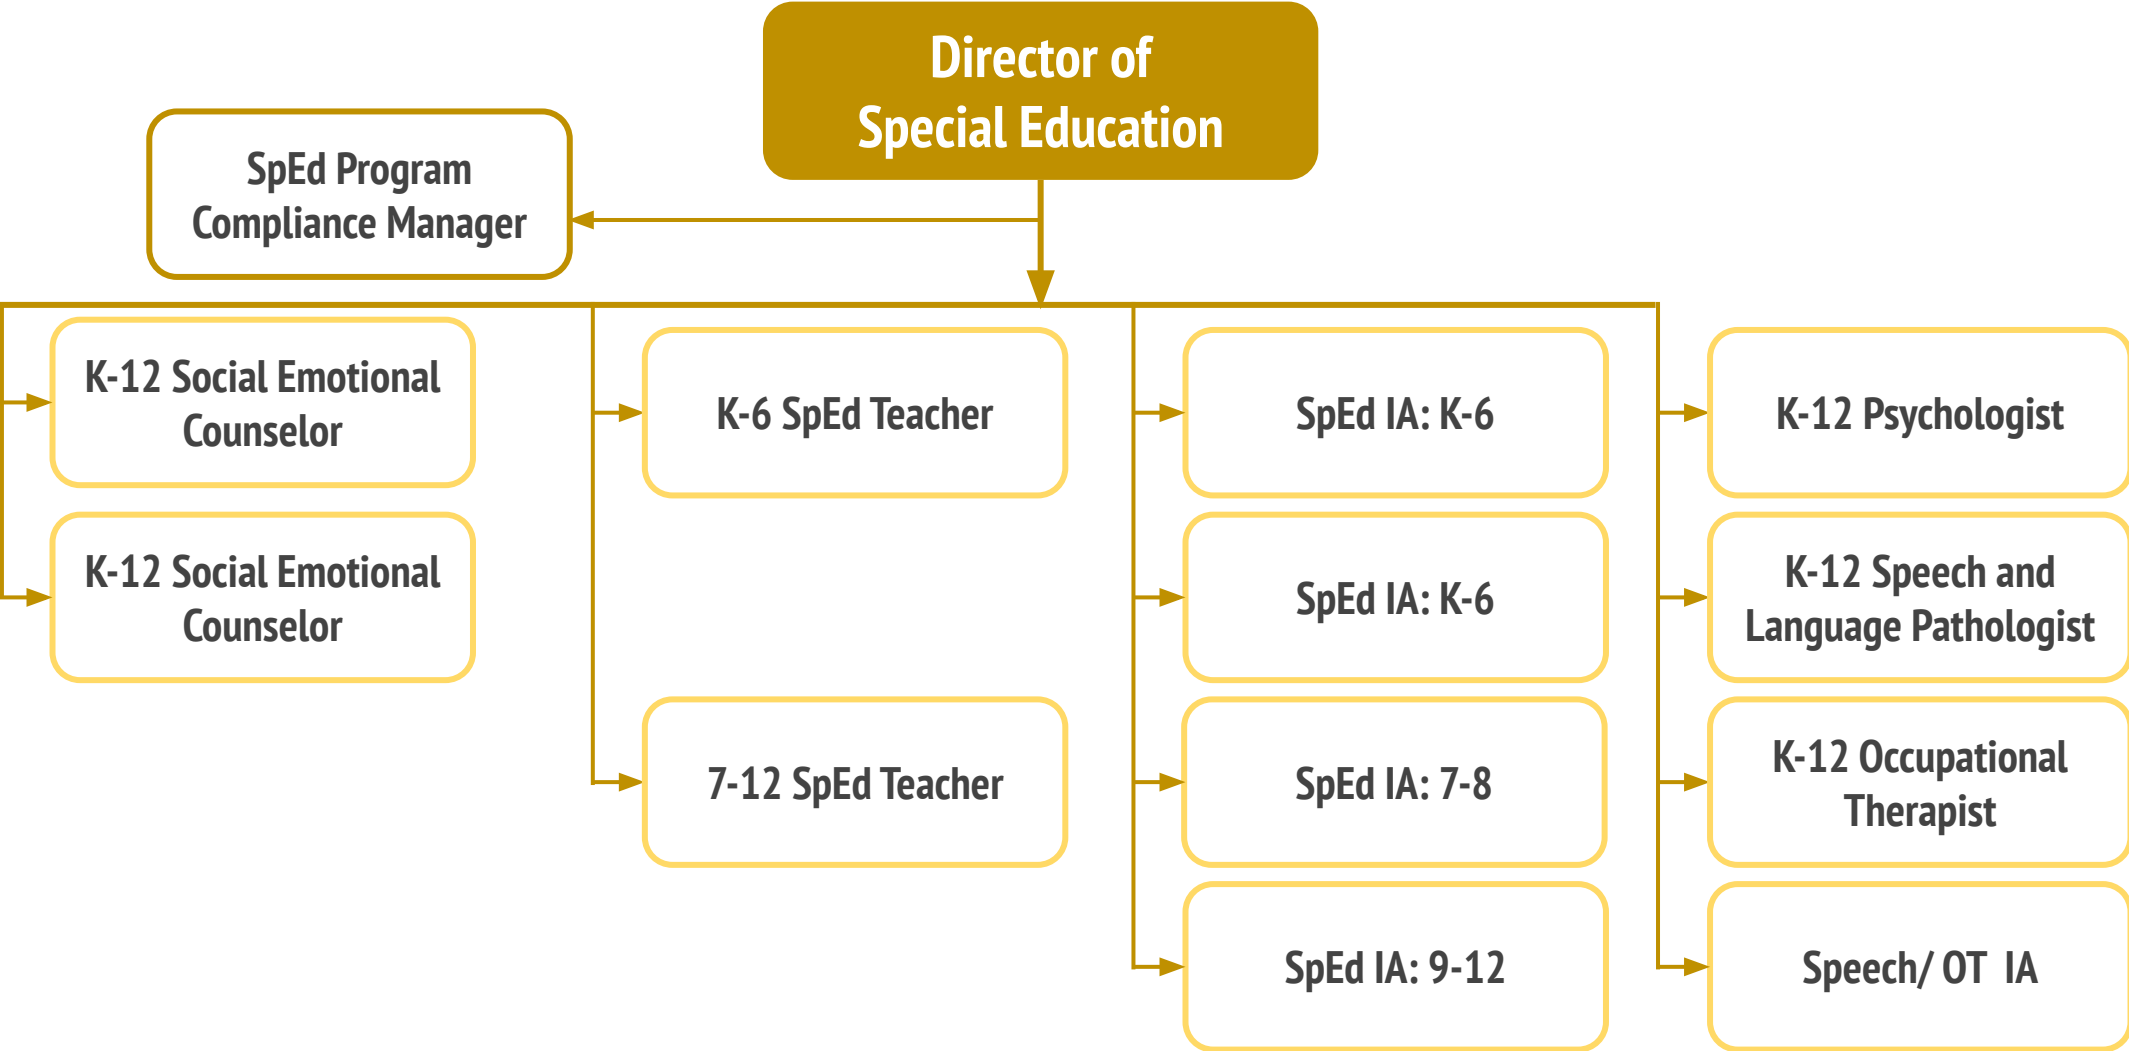 Director of
Special Education
SpEd Program
Compliance Manager
K-12 Social Emotional
Counselor
K-12 Social Emotional
Counselor
K-6 SpEd Teacher
7-12 SpEd Teacher
SpEd IA: K-6
SpEd IA: K-6
SpEd IA: 7-8
SpEd IA: 9-12
K-12 Psychologist
K-12 Speech and
Language Pathologist
K-12 Occupational
Therapist
Speech/ OT  IA